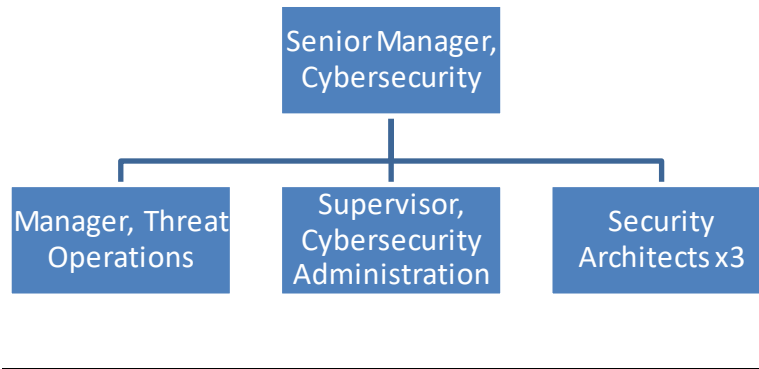 Senior Manager,
Cybersecurity
Manager, Threat
Operations
Supervisor,
Cybersecurity
Administration
Security
Architects x3